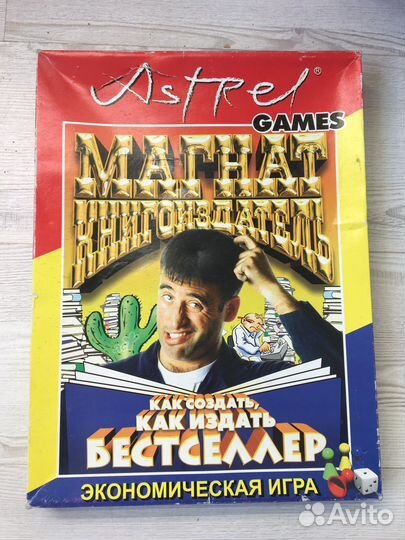 Astrel ®
GAMES
МАГНАТ
КНИГОИЗДАТЕЛЬ
КАК СОЗДАТЬ,
КАК ИЗДАТЬ
БЕСТСЕЛЛЕР
ЭКОНОМИЧЕСКАЯ ИГРА
Avito